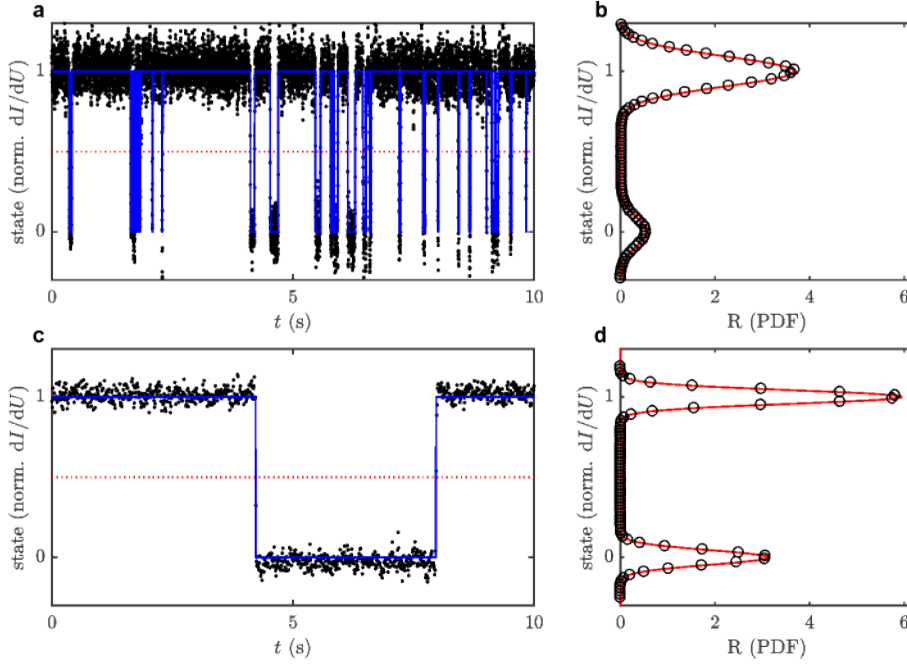 a
b
state (norm. dI/dU)
1
0
0
5
10
t (s)
state (norm. dI/dU)
1
0
0
2
4
6
R (PDF)
c
d
state (norm. dI/dU)
1
0
0
5
10
t (s)
state (norm. dI/dU)
1
0
0
2
4
6
R (PDF)